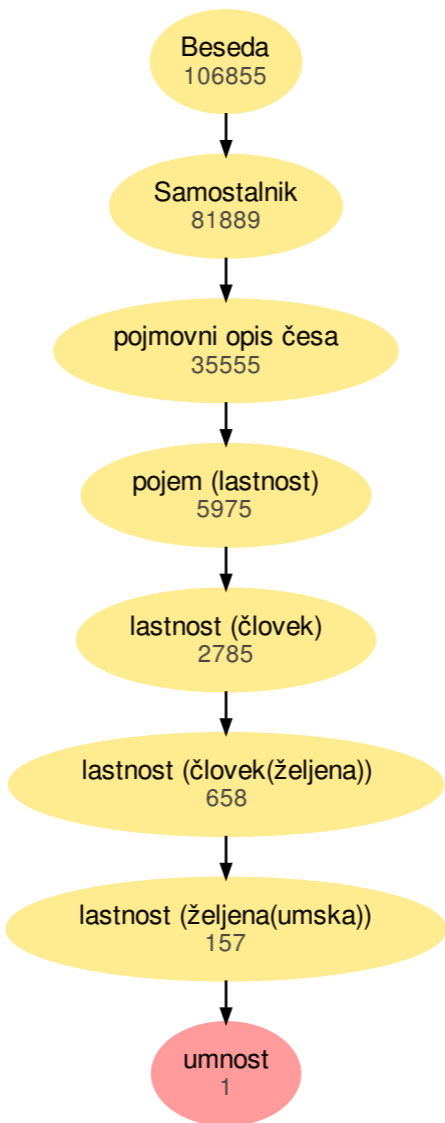 Beseda
106855
Samostalnik
81889
pojmovni opis česa
35555
pojem (lastnost)
5975
lastnost (človek)
2785
lastnost (človek(željena))
658
lastnost (željena(umska))
157
umnost
1